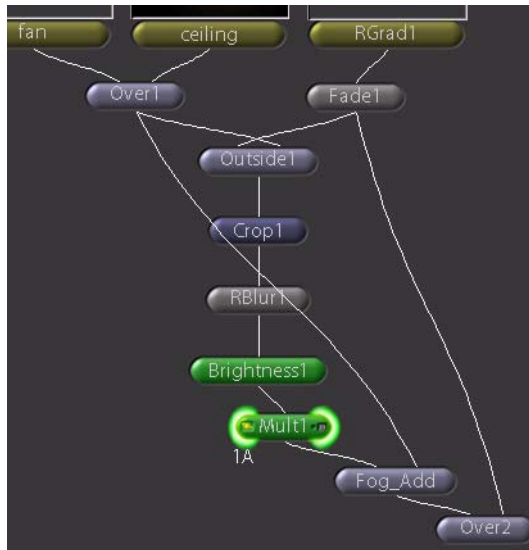 fan
ceiling
RGrad1
Over1
Fade1
Outside1
Crop1
RBlur1
Brightness1
Mult1
1A
Fog_Add
Over2